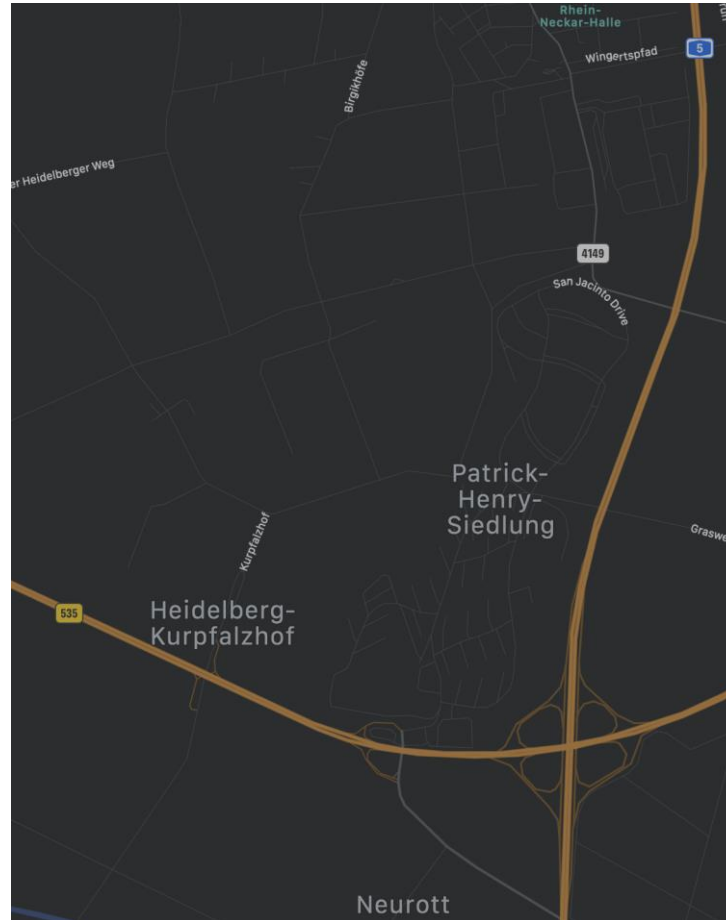 Rhein-
Neckar-Halle
5
Wingertspfad
Birgikhöfe
er Heidelberger Weg
4149
San Jacinto Drive
Patrick-
Henry-
Siedlung
Graswe
Kurpfalzhof
535
Heidelberg-
Kurpfalzhof
Neurott